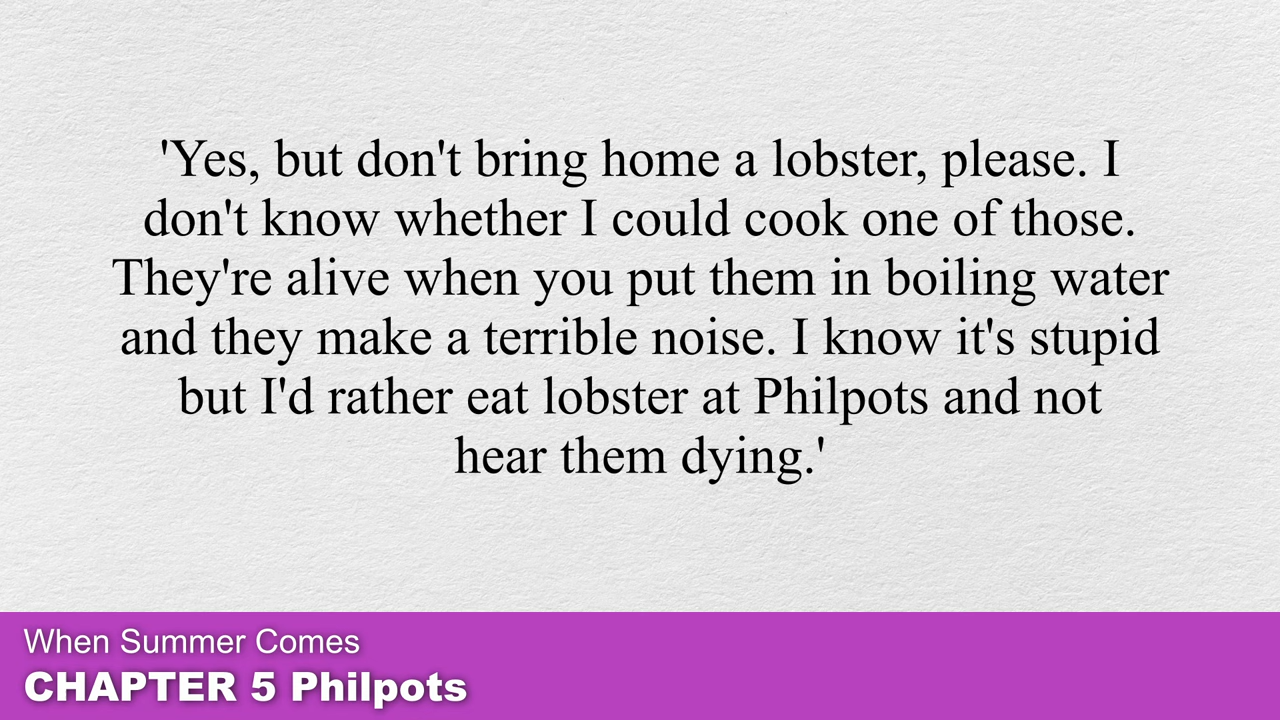 'Yes, but don't bring home a lobster, please. I
don't know whether I could cook one of those.
They're alive when you put them in boiling water
and they make a terrible noise. I know it's stupid
but I'd rather eat lobster at Philpots and not
hear them dying.'
When Summer Comes
CHAPTER 5 Philpots